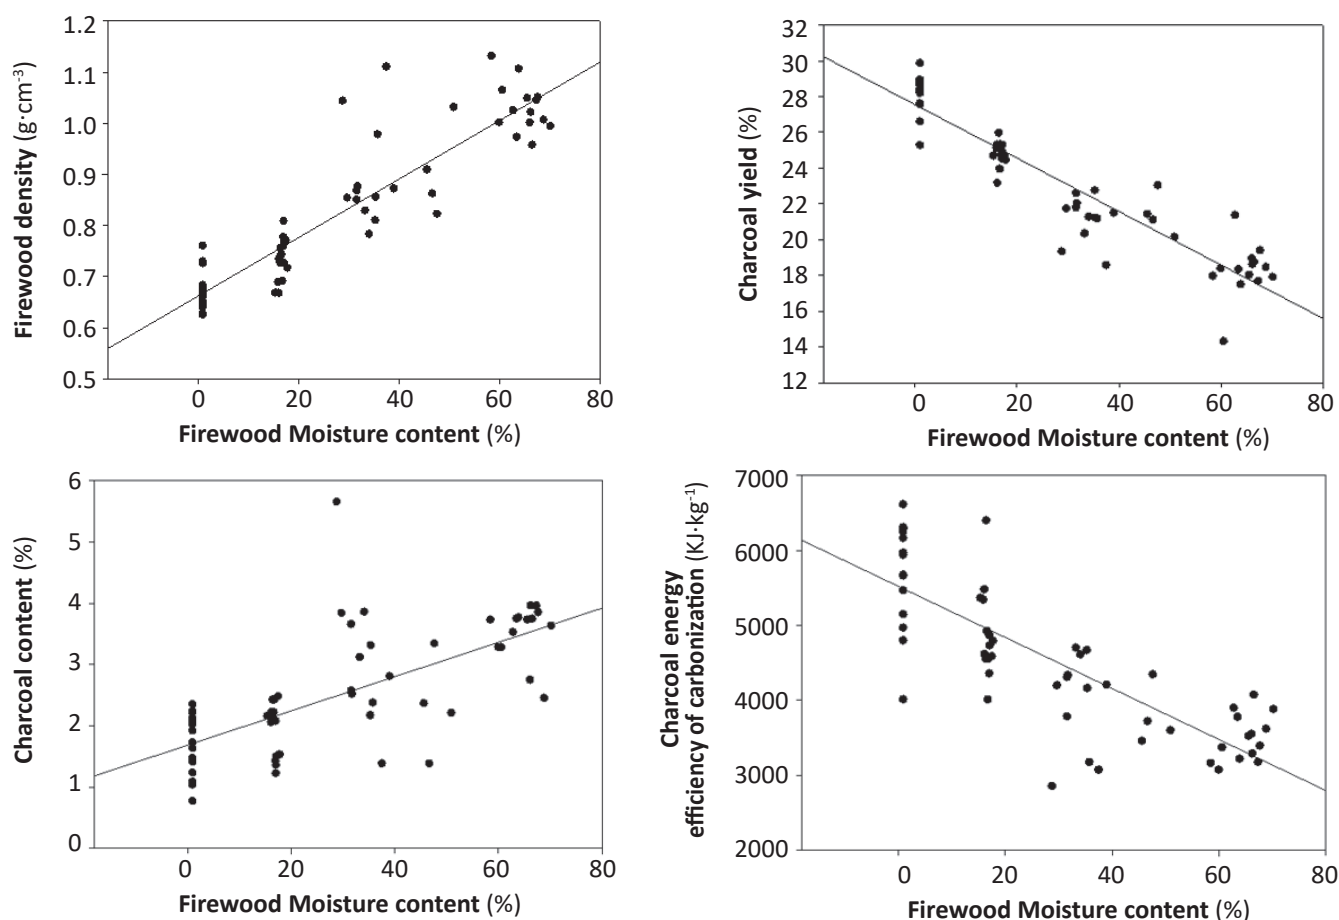 Firewood density (g·cm⁻³)
1.2
1.1
1.0
0.9
0.8
0.7
0.6
0.5
0 20 40 60 80
Firewood Moisture content (%)
Charcoal yield (%)
32
30
28
26
24
22
20
18
16
14
12
0 20 40 60 80
Firewood Moisture content (%)
Charcoal content (%)
6
5
4
3
2
1
0
0 20 40 60 80
Firewood Moisture content (%)
Charcoal energy
efficiency of carbonization (KJ·kg⁻¹)
7000
6000
5000
4000
3000
2000
0 20 40 60 80
Firewood Moisture content (%)